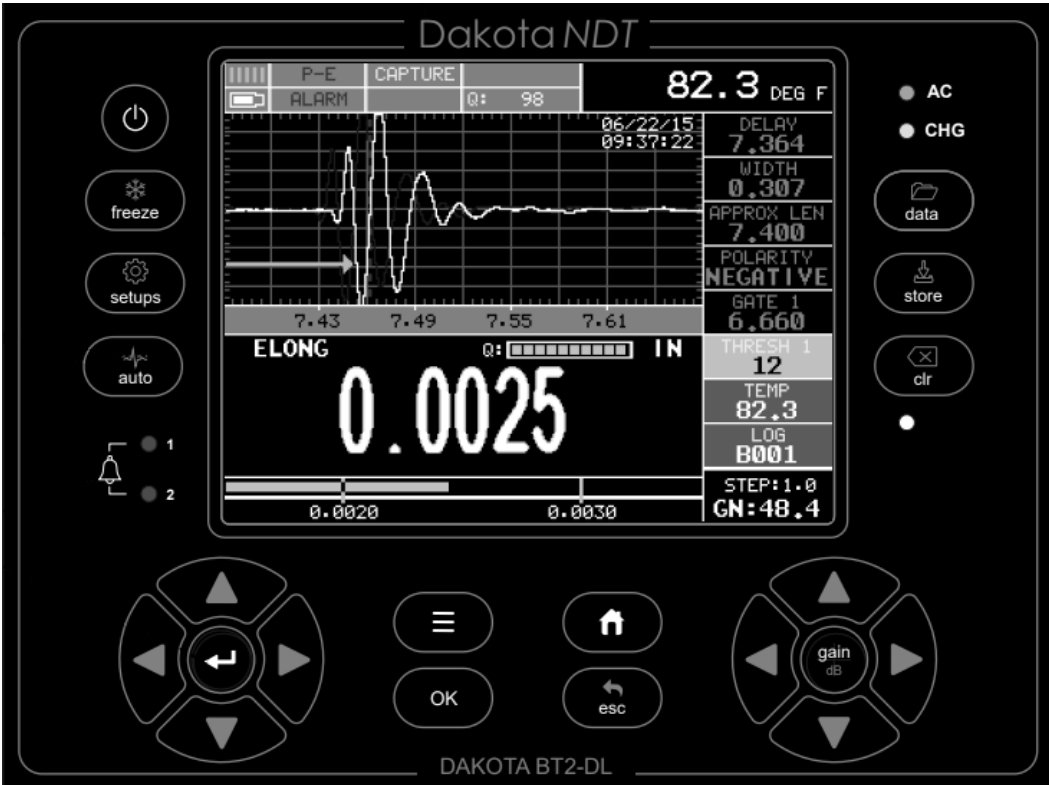 Dakota NDT
P-E CAPTURE
ALARM Q: 98
82.3 DEG F
06/22/15
09:37:22
7.43 7.49 7.55 7.61
ELONG Q: IN
0.0025
0.0020 0.0030
DELAY
7.364
WIDTH
0.307
APPROX LEN
7.400
POLARITY
NEGATIVE
GATE 1
6.660
THRESH 1
12
TEMP
82.3
LOG
B001
STEP:1.0
GN:48.4
freeze
setups
auto
1
2
AC
CHG
data
store
clr
OK
esc
gain
dB
DAKOTA BT2-DL